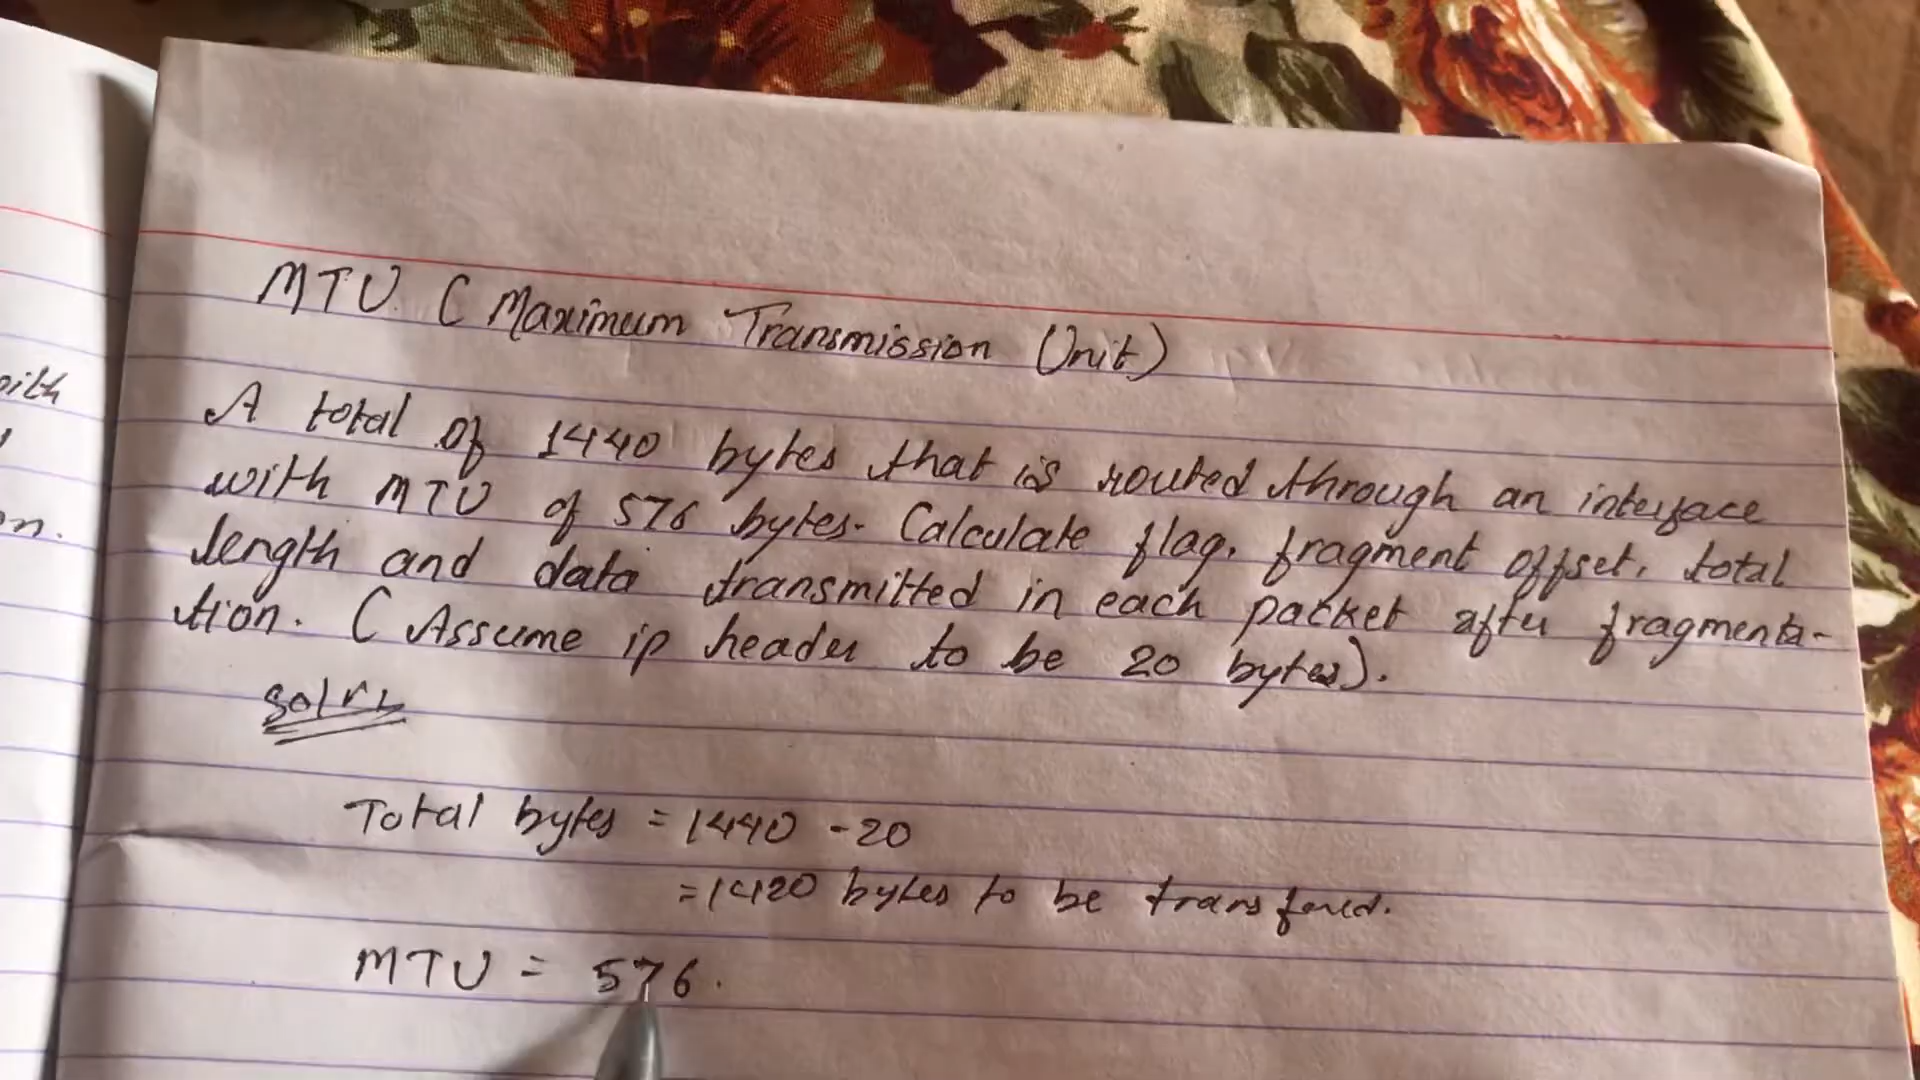 MTU. ( Maximum Transmission Unit)
A total of 1440 bytes that is routed through an interface
with MTU of 576 bytes. Calculate flag, fragment offset, total
length and data transmitted in each packet after fragmenta-
tion. ( Assume ip header to be 20 bytes).
soln
Total bytes = 1440 - 20
= 1420 bytes to be transfered.
MTU = 576.
with
on.